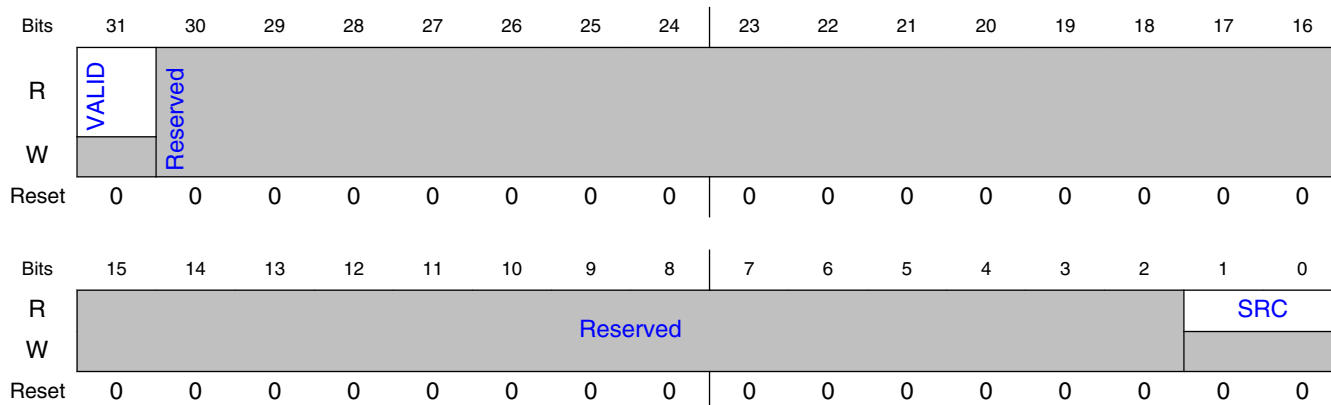 Bits 31 30 29 28 27 26 25 24 23 22 21 20 19 18 17 16
R VALID Reserved
W
Reset 0 0 0 0 0 0 0 0 0 0 0 0 0 0 0 0
Bits 15 14 13 12 11 10 9 8 7 6 5 4 3 2 1 0
R Reserved SRC
W
Reset 0 0 0 0 0 0 0 0 0 0 0 0 0 0 0 0